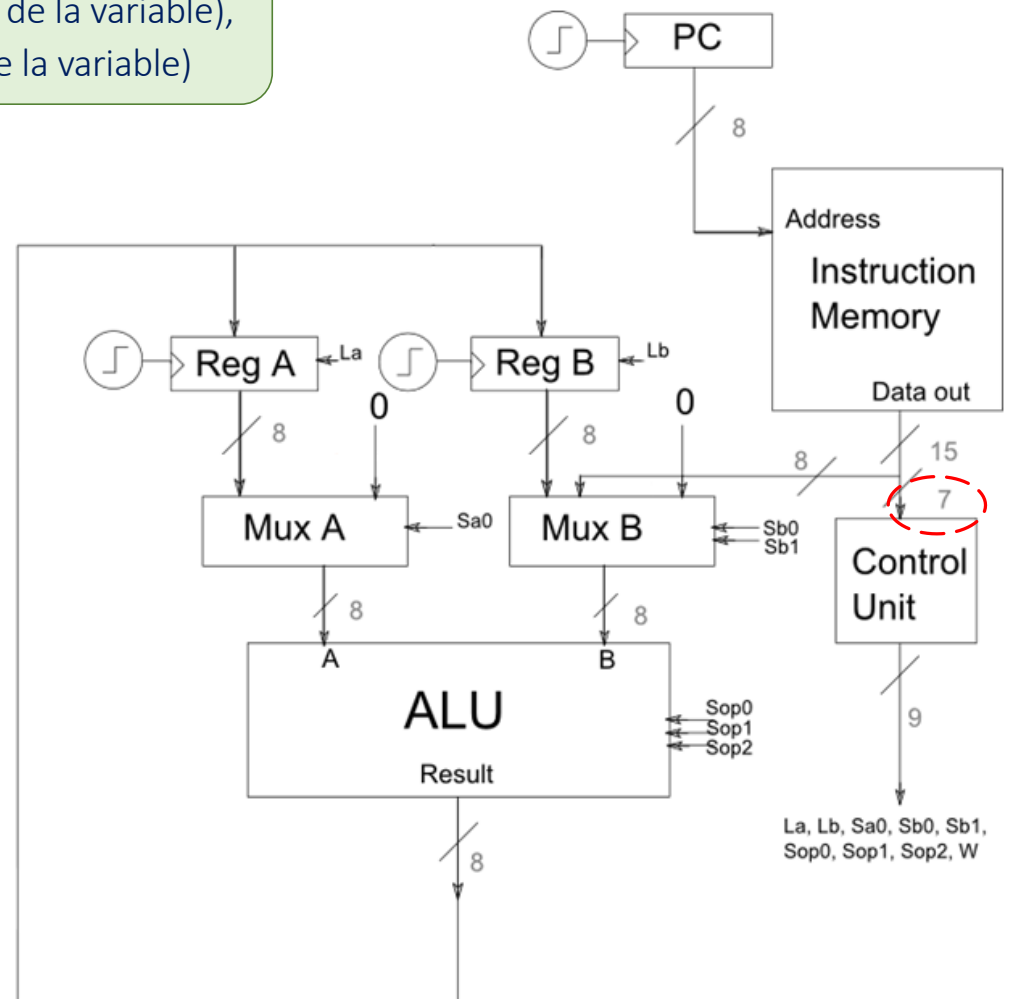 de la variable),
e la variable)
PC
8
Address
Instruction
Memory
Data out
15
8
7
Reg A
La
Reg B
Lb
0
0
8
8
Mux A
Sa0
Mux B
Sb0
Sb1
Control
Unit
8
8
A
B
ALU
Sop0
Sop1
Sop2
Result
9
8
La, Lb, Sa0, Sb0, Sb1,
Sop0, Sop1, Sop2, W